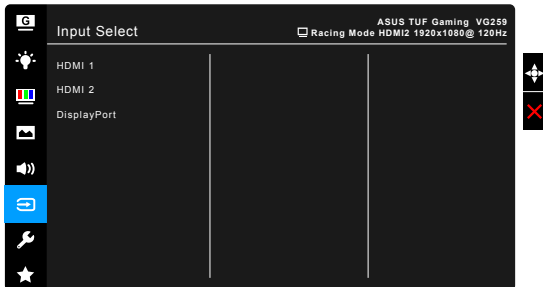 G
Input Select
ASUS TUF Gaming VG259
Racing Mode HDMI2 1920x1080@ 120Hz
HDMI 1
HDMI 2
DisplayPort